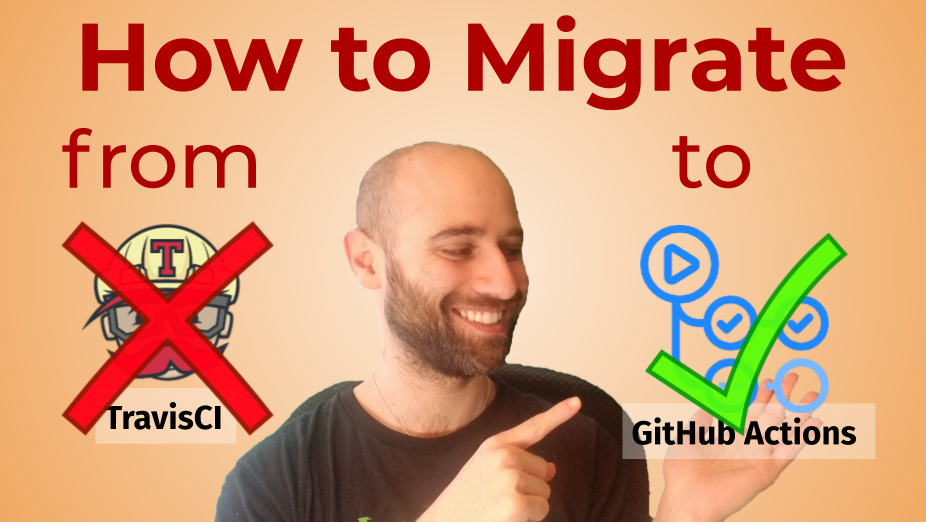 How to Migrate
from
to
T
TravisCI
GitHub Actions